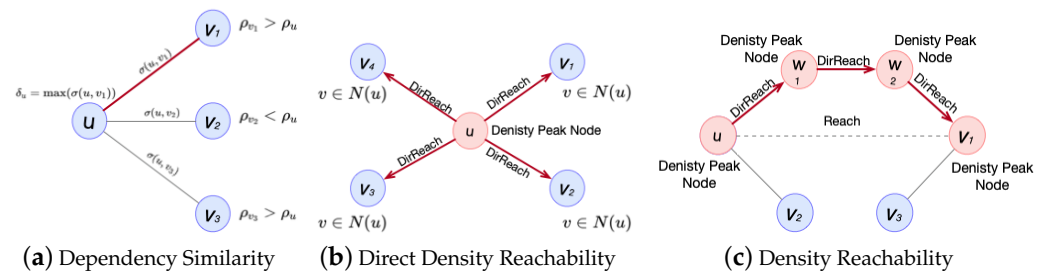 V1
ρv1 > ρu
σ(u, v1)
δu = max(σ(u, v1))
u
σ(u, v2)
V2
ρv2 < ρu
σ(u, v3)
V3
ρv3 > ρu
(a) Dependency Similarity
V4
V1
v ∈ N(u)
DirReach
DirReach
v ∈ N(u)
u
Denisty Peak Node
DirReach
DirReach
V3
V2
v ∈ N(u)
v ∈ N(u)
(b) Direct Density Reachability
Denisty Peak
Node
Denisty Peak
Node
W
1
DirReach
W
2
DirReach
DirReach
u
Reach
V1
Denisty Peak
Node
Denisty Peak
Node
V2
V3
(c) Density Reachability